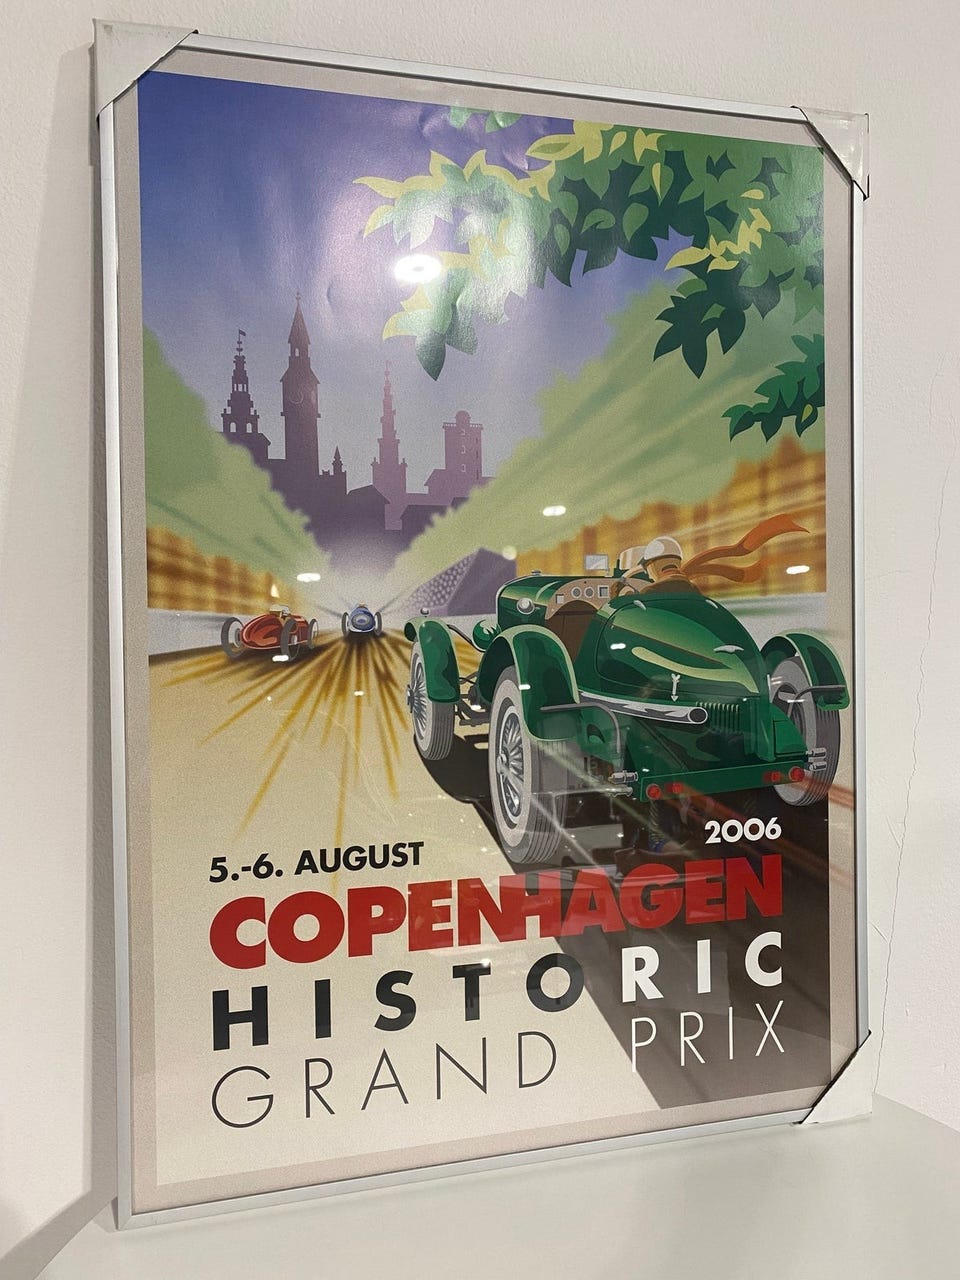 2006
5.-6. AUGUST
COPENHAGEN
HISTORIC
GRAND PRIX